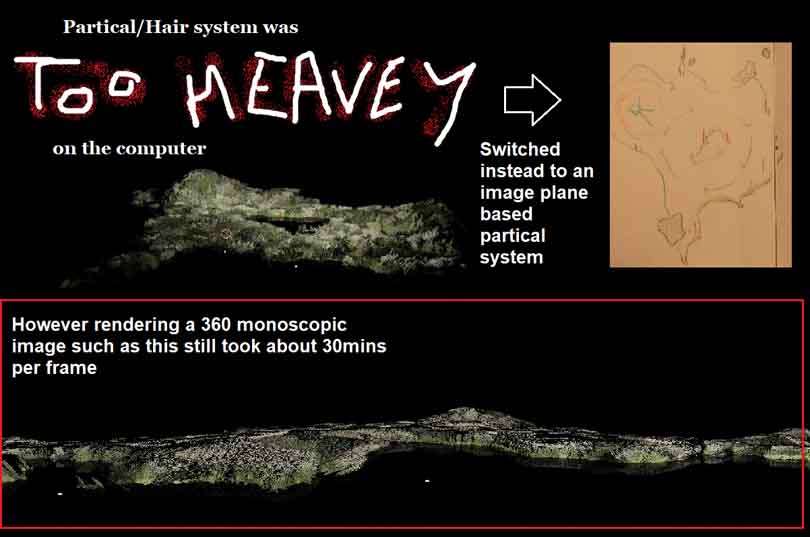 Partical/Hair system was
Too HEAVEY
on the computer
Switched
instead to an
image plane
based
partical
system
However rendering a 360 monoscopic
image such as this still took about 30mins
per frame